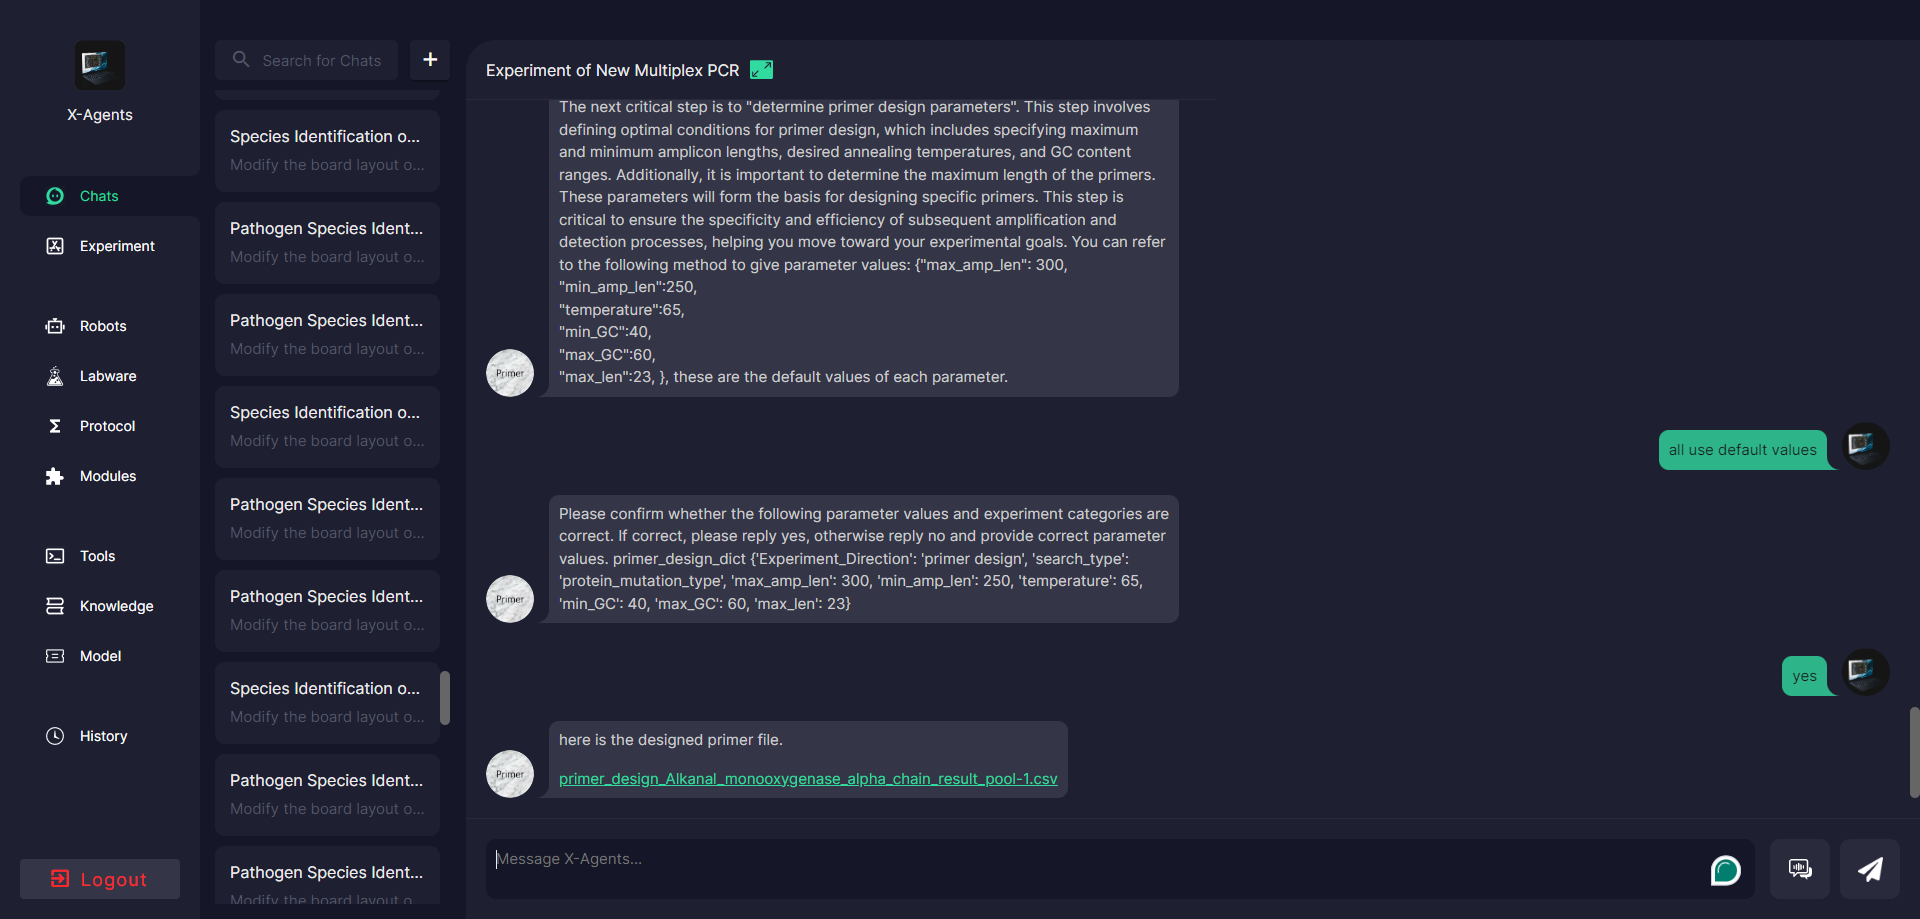 X-Agents
Chats
Experiment
Robots
Labware
Protocol
Modules
Tools
Knowledge
Model
History
Logout
Search for Chats
+
Species Identification o...
Modify the board layout o...
Pathogen Species Ident...
Modify the board layout o...
Pathogen Species Ident...
Modify the board layout o...
Species Identification o...
Modify the board layout o...
Pathogen Species Ident...
Modify the board layout o...
Pathogen Species Ident...
Modify the board layout o...
Species Identification o...
Modify the board layout o...
Pathogen Species Ident...
Modify the board layout o...
Pathogen Species Ident...
Modify the board layout o...
Experiment of New Multiplex PCR
The next critical step is to "determine primer design parameters". This step involves
defining optimal conditions for primer design, which includes specifying maximum
and minimum amplicon lengths, desired annealing temperatures, and GC content
ranges. Additionally, it is important to determine the maximum length of the primers.
These parameters will form the basis for designing specific primers. This step is
critical to ensure the specificity and efficiency of subsequent amplification and
detection processes, helping you move toward your experimental goals. You can refer
to the following method to give parameter values: {"max_amp_len": 300,
"min_amp_len":250,
"temperature":65,
"min_GC":40,
"max_GC":60,
"max_len":23, }, these are the default values of each parameter.
Primer
all use default values
Please confirm whether the following parameter values and experiment categories are
correct. If correct, please reply yes, otherwise reply no and provide correct parameter
values. primer_design_dict {'Experiment_Direction': 'primer design', 'search_type':
'protein_mutation_type', 'max_amp_len': 300, 'min_amp_len': 250, 'temperature': 65,
'min_GC': 40, 'max_GC': 60, 'max_len': 23}
Primer
yes
here is the designed primer file.
primer_design_Alkanal_monooxygenase_alpha_chain_result_pool-1.csv
Primer
Message X-Agents...